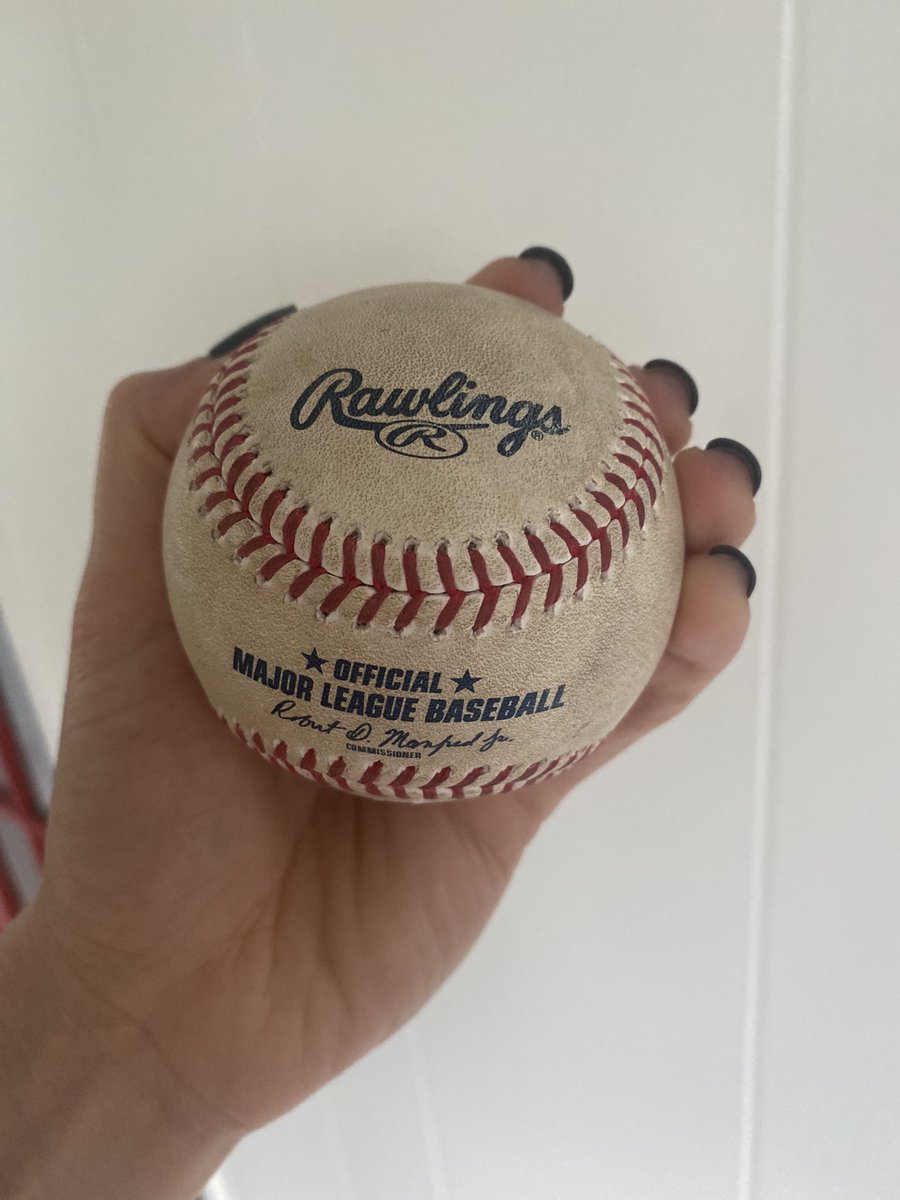 Rawlings®
R
★ OFFICIAL ★
MAJOR LEAGUE BASEBALL
Robert D. Manfred Jr.
COMMISSIONER